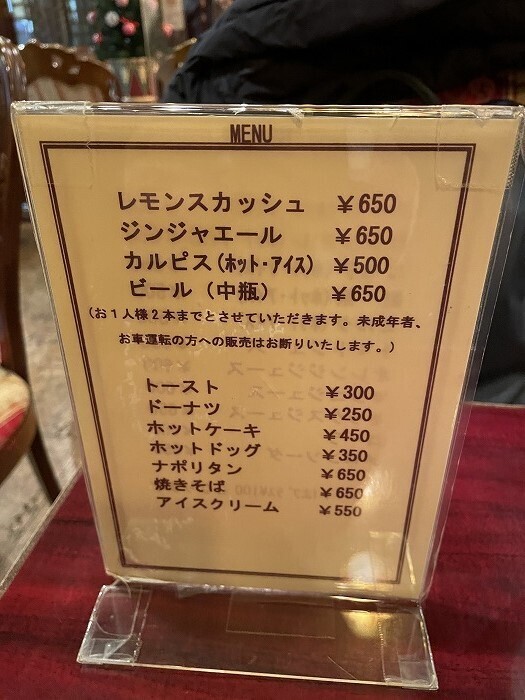 MENU
レモンスカッシュ ￥650
ジンジャエール ￥650
カルピス(ホット・アイス) ￥500
ビール（中瓶） ￥650
(お１人様２本までとさせていただきます。未成年者、
お車運転の方への販売はお断りいたします。)
トースト ￥300
ドーナツ ￥250
ホットケーキ ￥450
ホットドッグ ￥350
ナポリタン ￥650
焼きそば ￥650
アイスクリーム ￥550